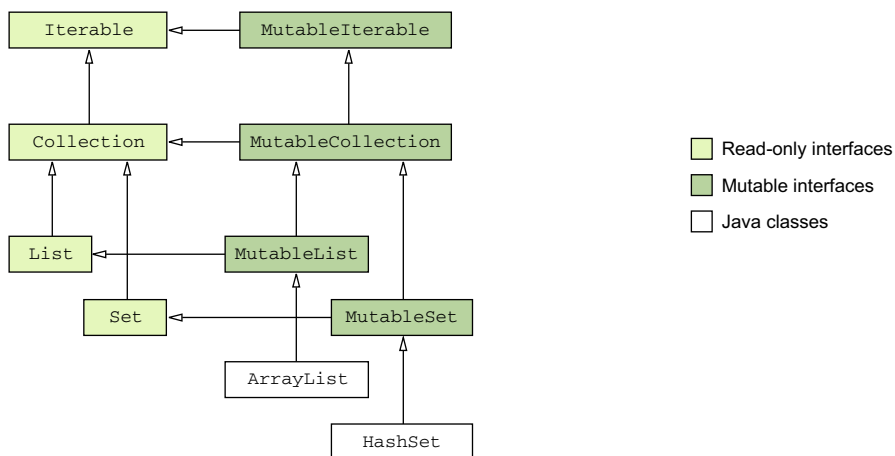 Iterable
MutableIterable
Collection
MutableCollection
Read-only interfaces
Mutable interfaces
Java classes
List
MutableList
Set
MutableSet
ArrayList
HashSet